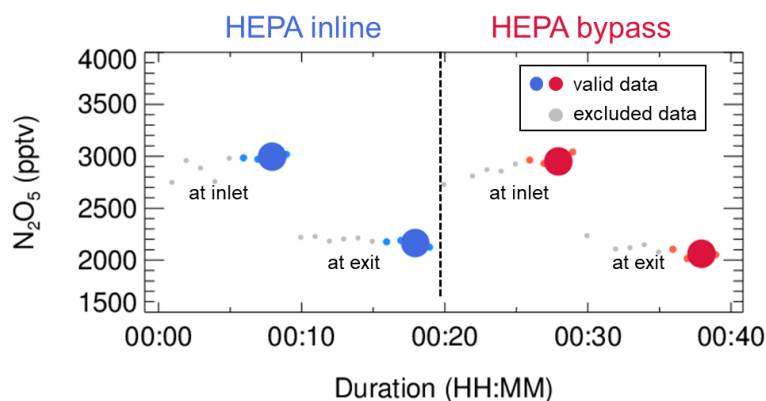 HEPA inline HEPA bypass
4000
3500
3000
2500
2000
1500
N₂O₅ (pptv)
valid data
excluded data
at inlet
at exit
at inlet
at exit
00:00 00:10 00:20 00:30 00:40
Duration (HH:MM)